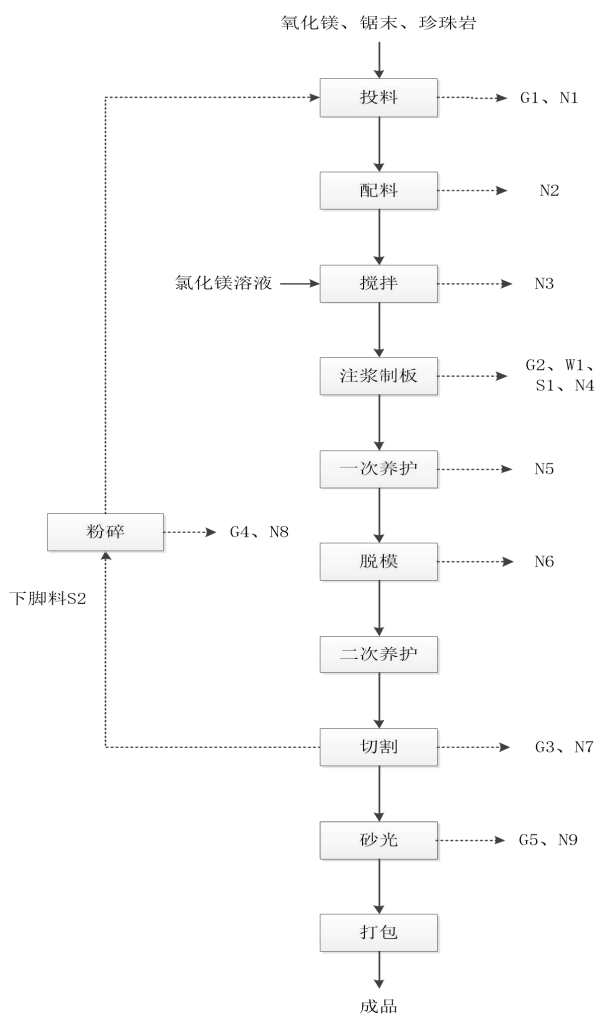 氧化镁、锯末、珍珠岩
投料
G1、N1
配料
N2
氯化镁溶液
搅拌
N3
注浆制板
G2、W1、
S1、N4
一次养护
N5
粉碎
G4、N8
脱模
N6
下脚料S2
二次养护
切割
G3、N7
砂光
G5、N9
打包
成品